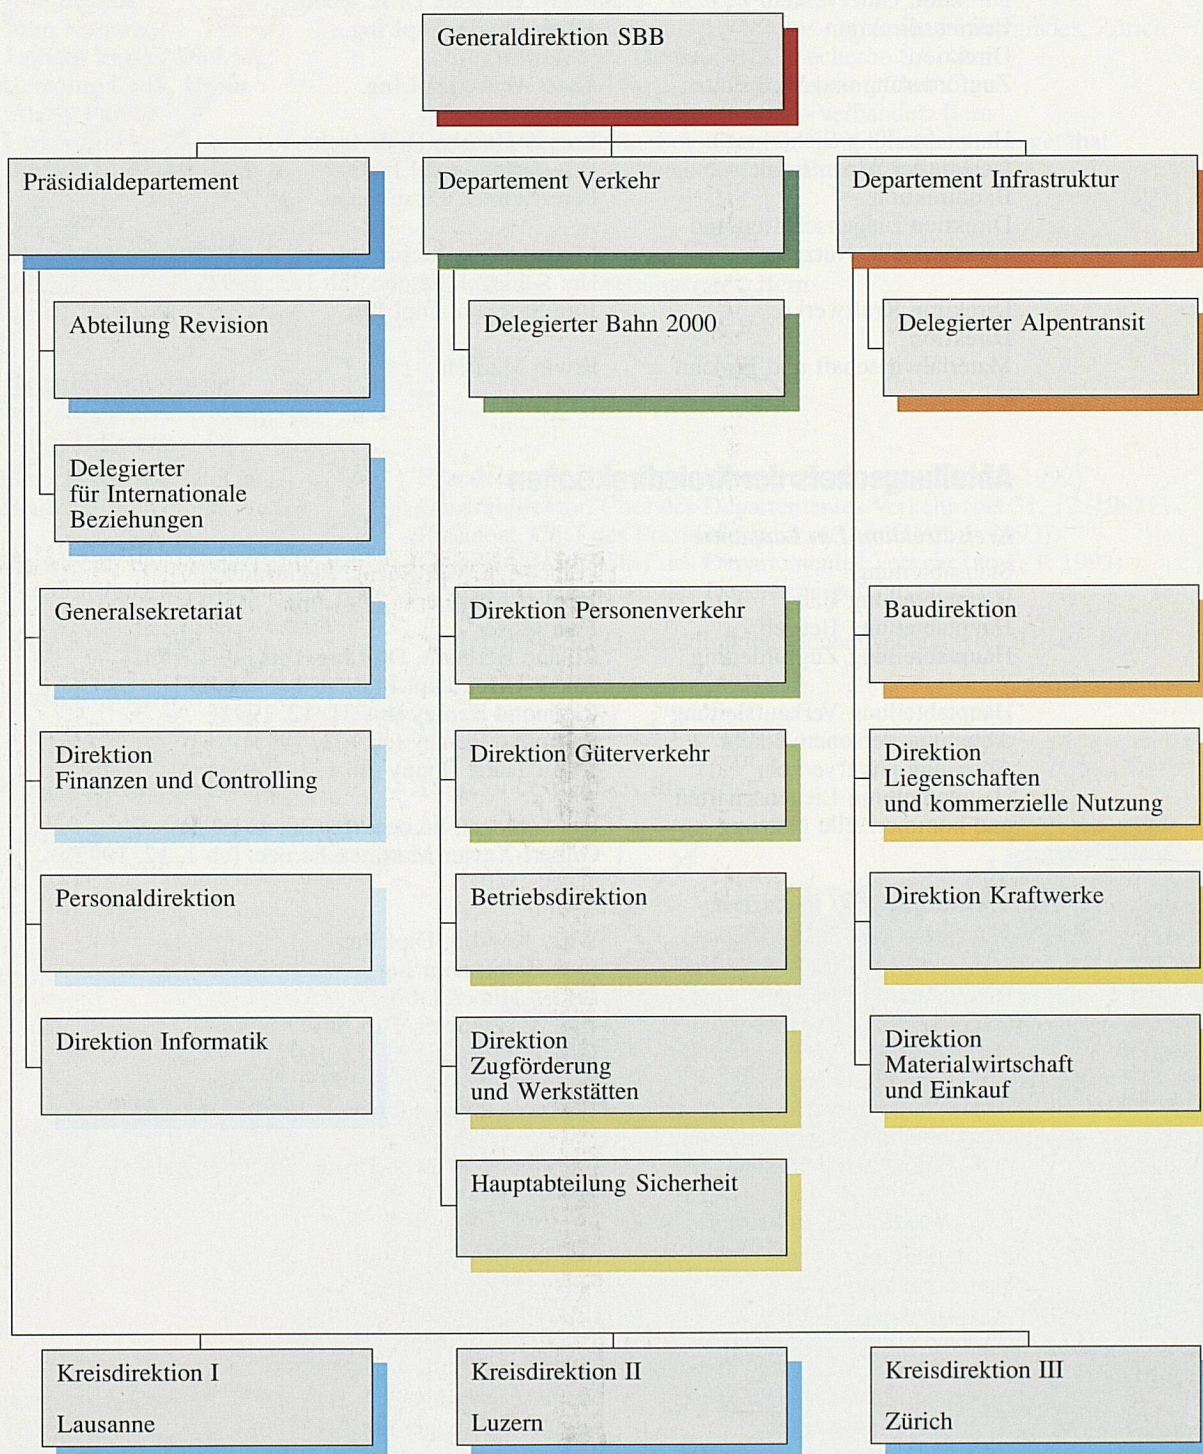 Generaldirektion SBB
Präsidialdepartement
Departement Verkehr
Departement Infrastruktur
Abteilung Revision
Delegierter Bahn 2000
Delegierter Alpentransit
Delegierter
für Internationale
Beziehungen
Generalsekretariat
Direktion Personenverkehr
Baudirektion
Direktion
Finanzen und Controlling
Direktion Güterverkehr
Direktion
Liegenschaften
und kommerzielle Nutzung
Personaldirektion
Betriebsdirektion
Direktion Kraftwerke
Direktion Informatik
Direktion
Zugförderung
und Werkstätten
Direktion
Materialwirtschaft
und Einkauf
Hauptabteilung Sicherheit
Kreisdirektion I
Lausanne
Kreisdirektion II
Luzern
Kreisdirektion III
Zürich